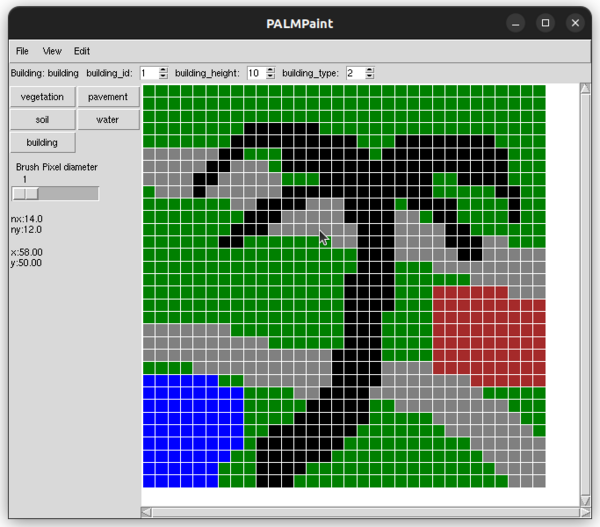 PALMPaint
File View Edit
Building: building building_id: 1 building_height: 10 building_type: 2
vegetation pavement
soil water
building
Brush Pixel diameter
1
nx:14.0
ny:12.0
x:58.00
y:50.00